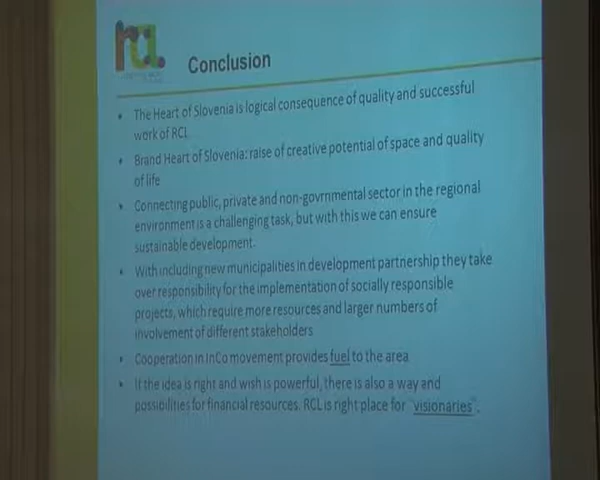 rcl
Conclusion
• The Heart of Slovenia is logical consequence of quality and successful
work of RCL
• Brand Heart of Slovenia: raise of creative potential of space and quality
of life
• Connecting public, private and non-govrnmental sector in the regional
environment is a challenging task, but with this we can ensure
sustainable development.
• With including new municipalities in development partnership they take
over responsibility for the implementation of socially responsible
projects, which require more resources and larger numbers of
involvement of different stakeholders
• Cooperation in InCo movement provides fuel to the area
• If the idea is right and wish is powerful, there is also a way and
possibilities for financial resources. RCL is right place for "visionaries".